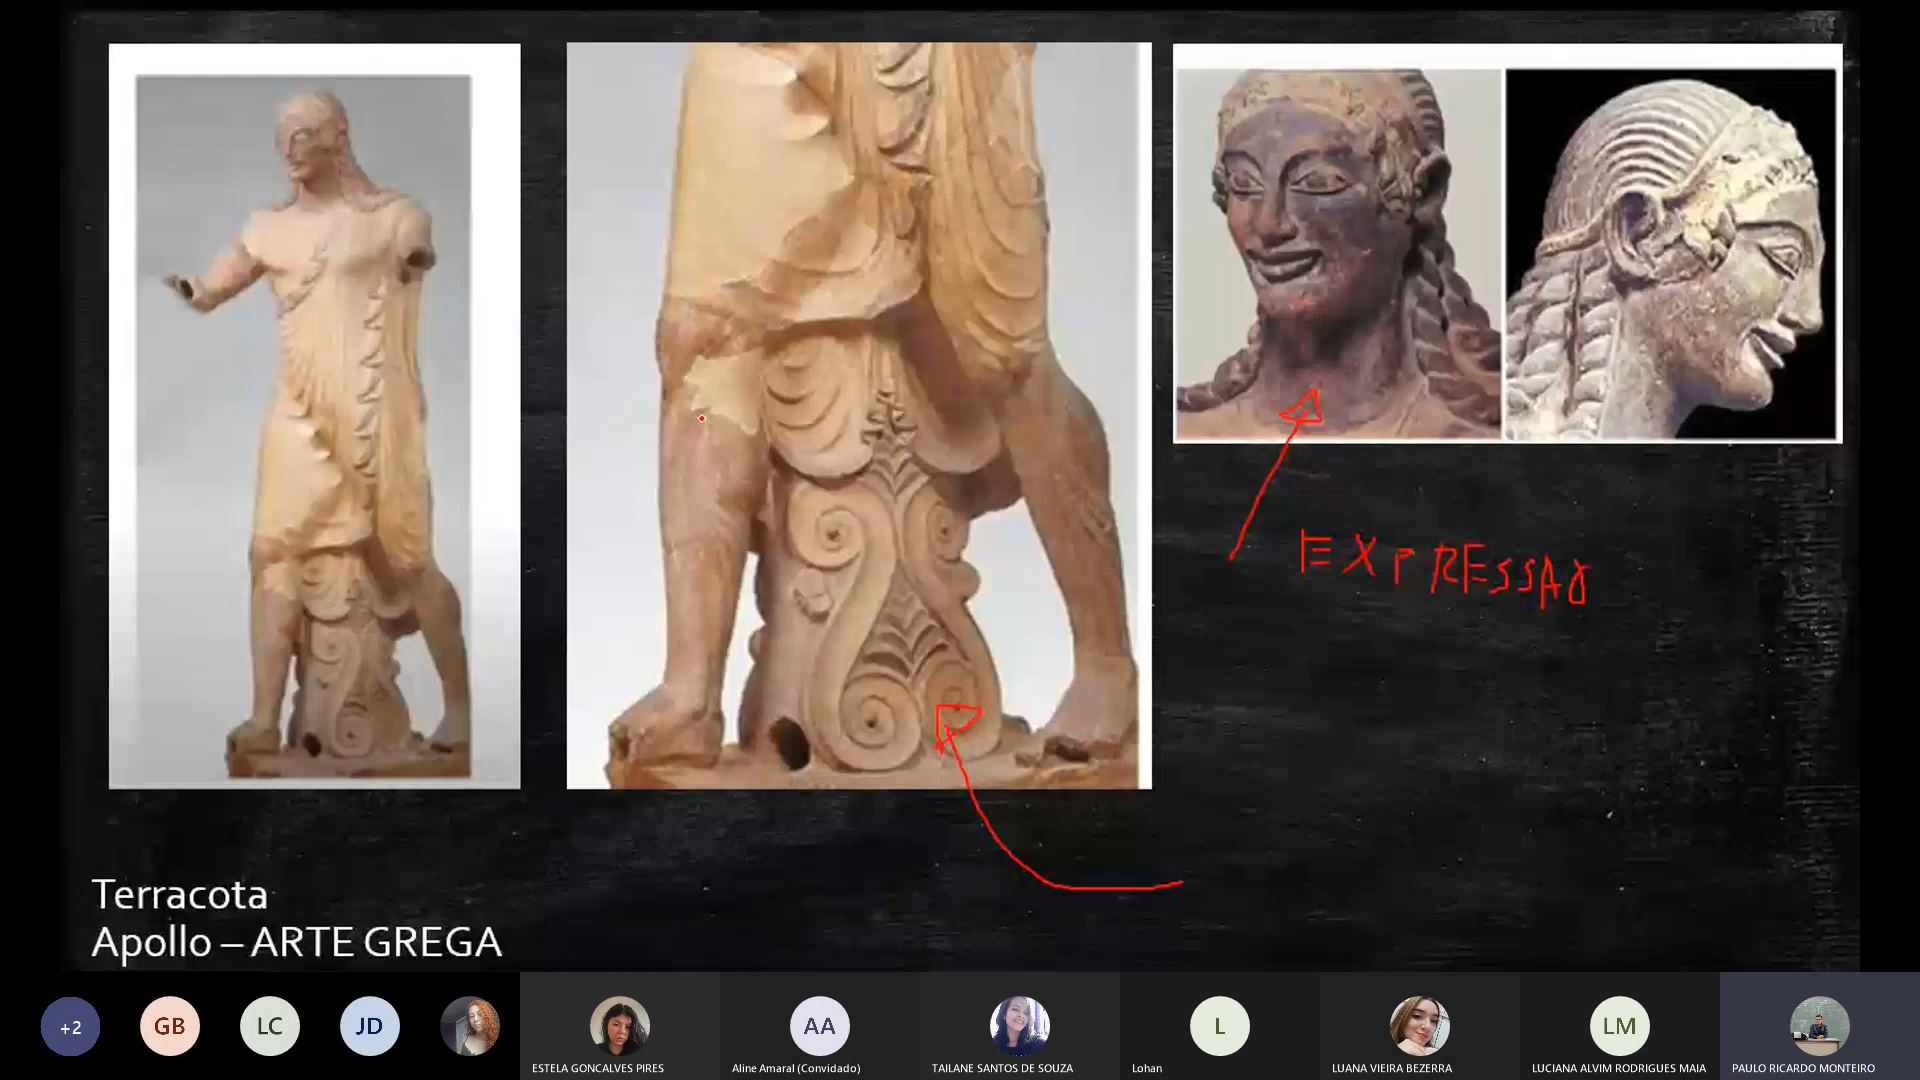 EXPRESSAO
Terracota
Apollo – ARTE GREGA
+2
GB
LC
JD
AA
L
LM
ESTELA GONCALVES PIRES
Aline Amaral (Convidado)
TAILANE SANTOS DE SOUZA
Lohan
LUANA VIEIRA BEZERRA
LUCIANA ALVIM RODRIGUES MAIA
PAULO RICARDO MONTEIRO